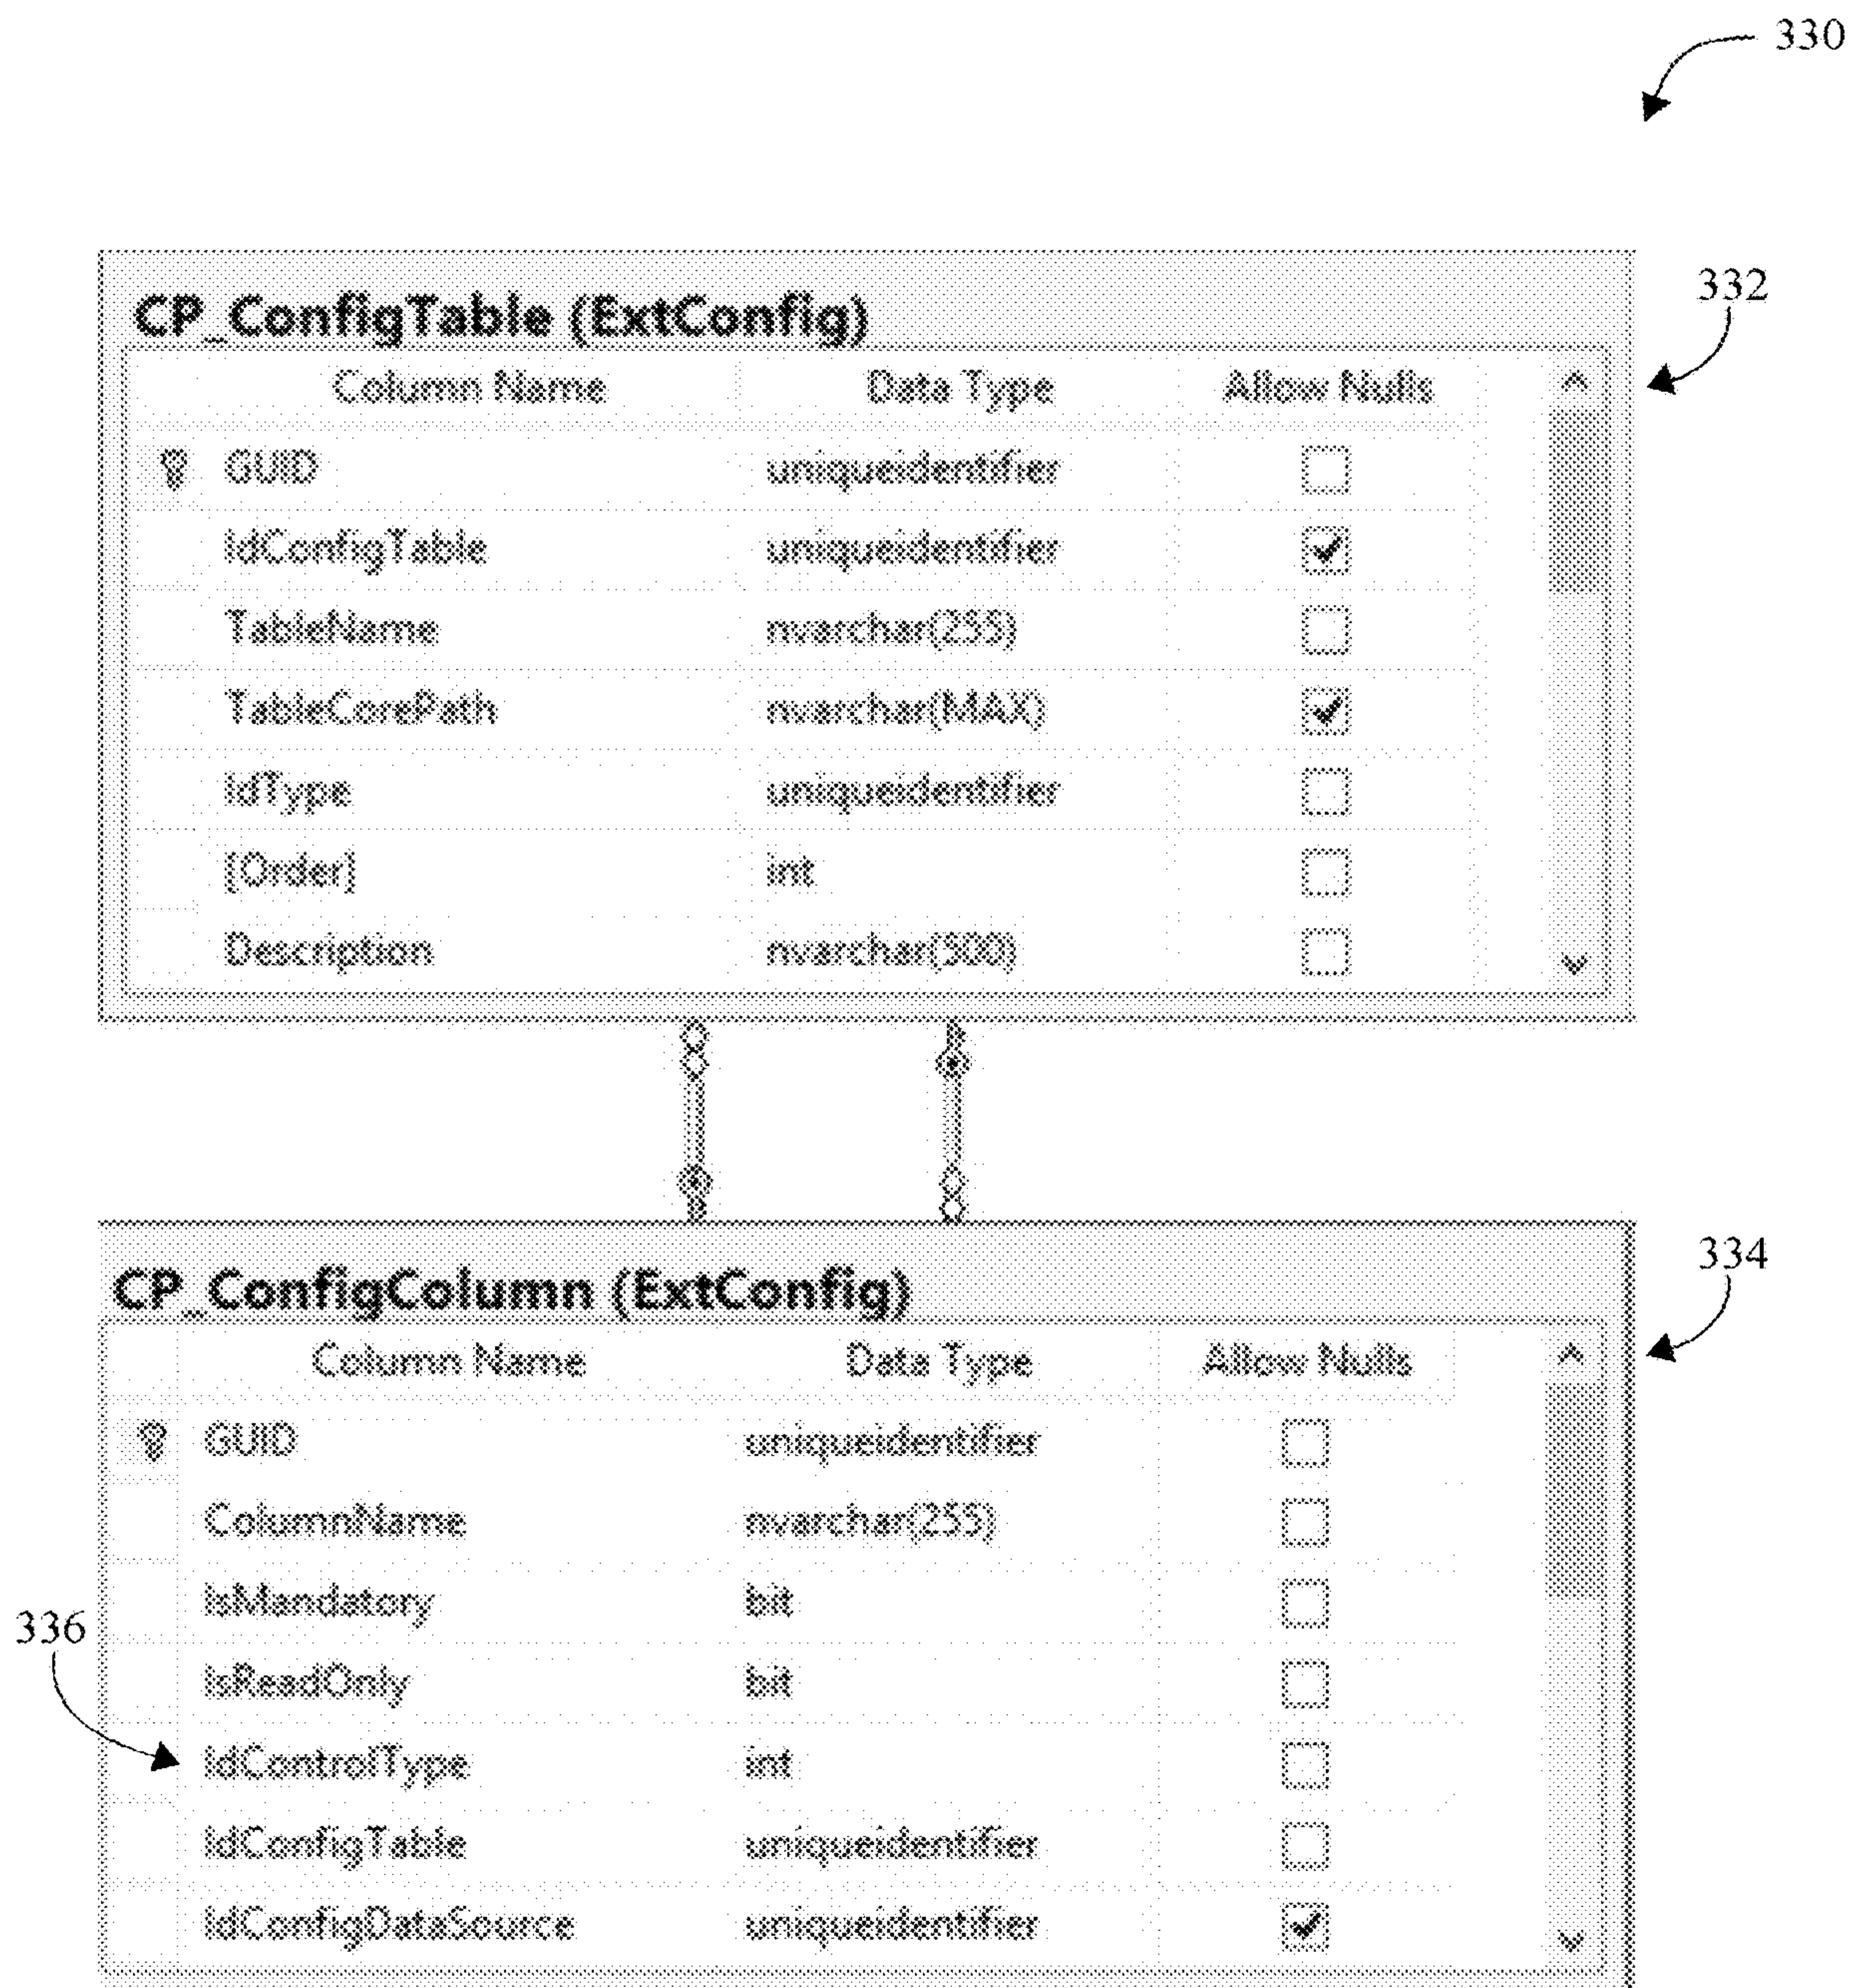 330
332
CP_ConfigTable (ExtConfig)
Column Name Data Type Allow Nulls
GUID uniqueidentifier
IdConfigTable uniqueidentifier
TableName nvarchar(255)
TableCorePath nvarchar(MAX)
IdType uniqueidentifier
[Order] int
Description nvarchar(500)
334
CP_ConfigColumn (ExtConfig)
Column Name Data Type Allow Nulls
GUID uniqueidentifier
ColumnName nvarchar(255)
IsMandatory bit
336
IsReadOnly bit
IdControlType int
IdConfigTable uniqueidentifier
IdConfigDataSource uniqueidentifier